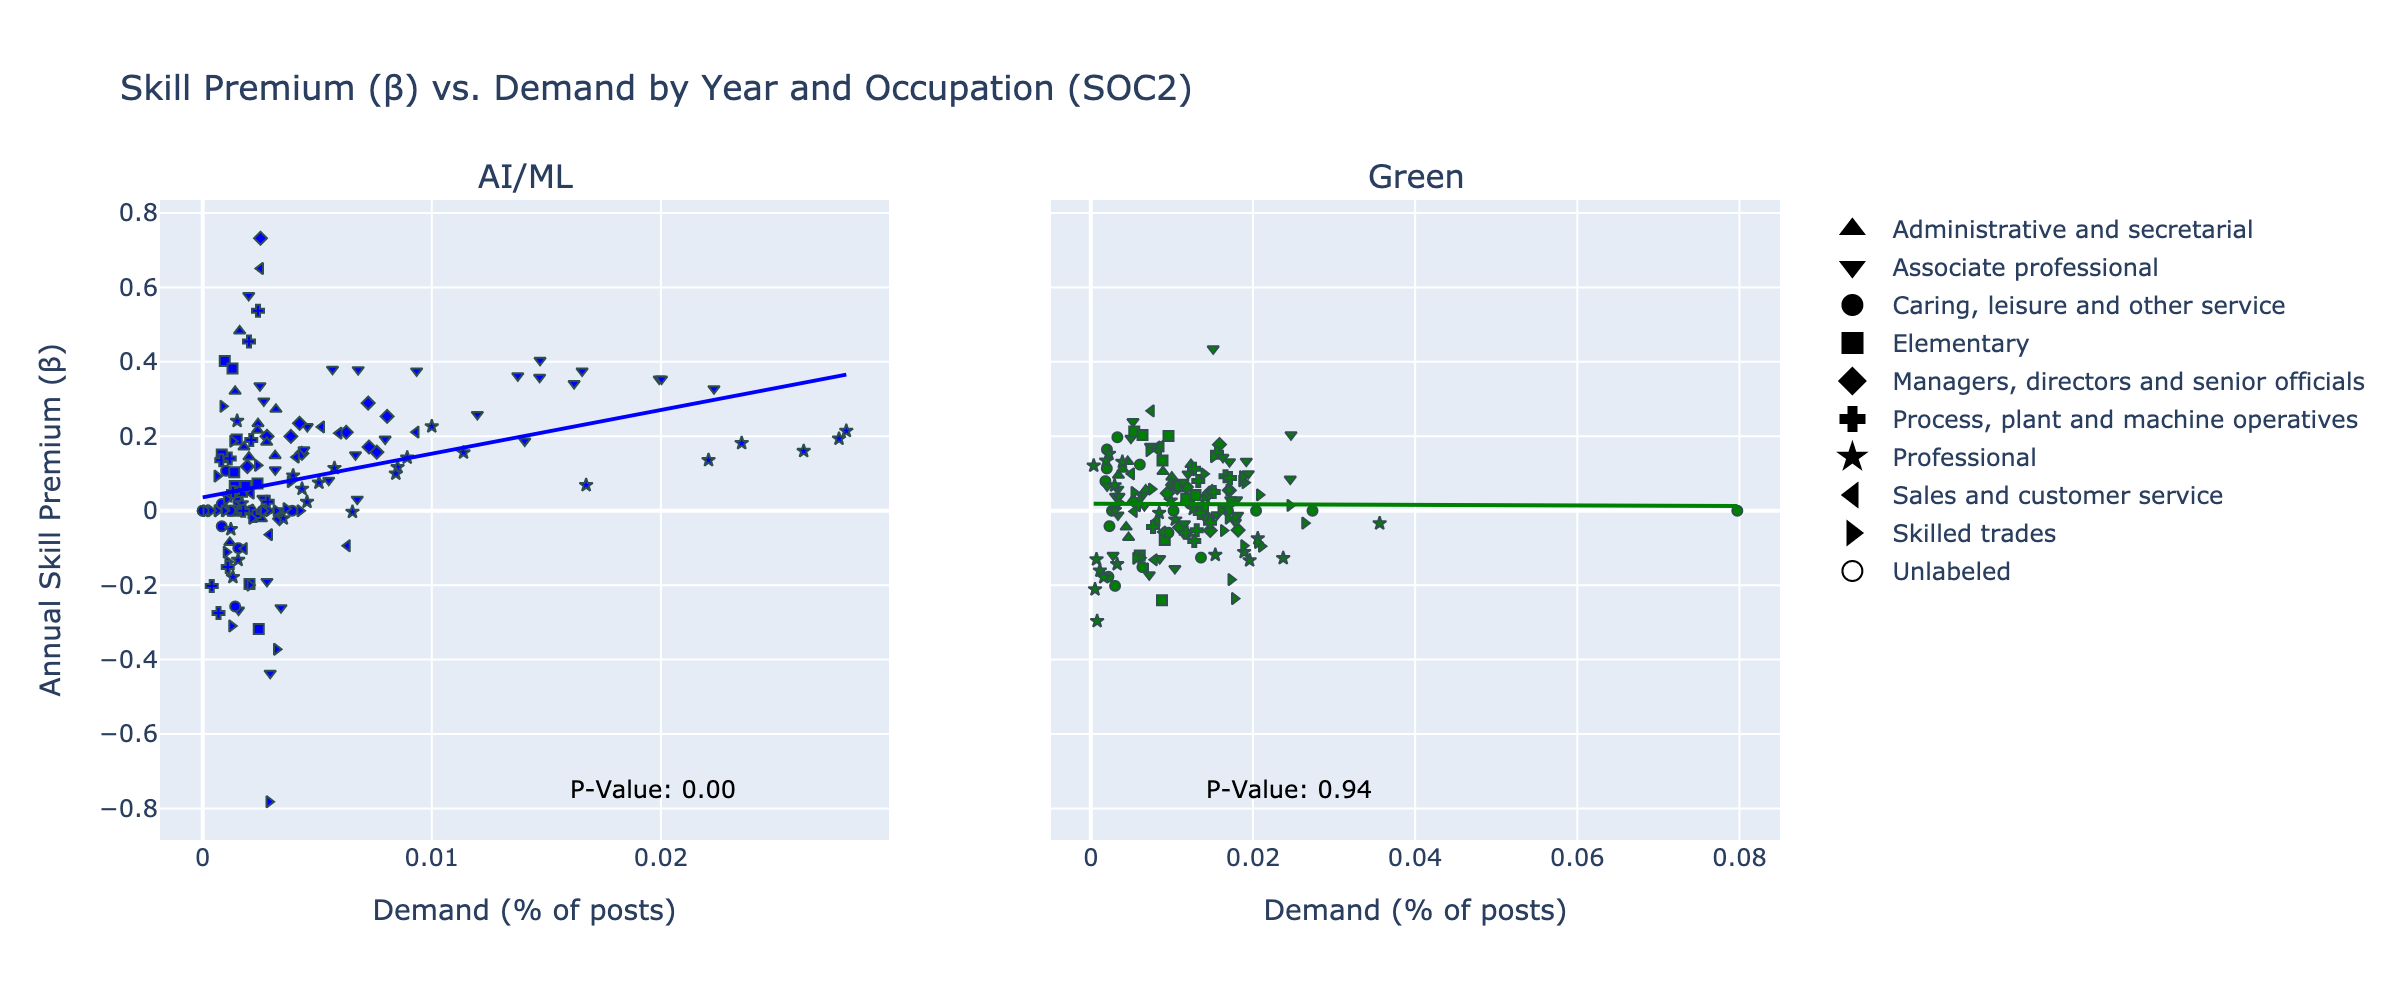 Skill Premium (β) vs. Demand by Year and Occupation (SOC2)
AI/ML
Green
Annual Skill Premium (β)
0.8
0.6
0.4
0.2
0
−0.2
−0.4
−0.6
−0.8
P-Value: 0.00
P-Value: 0.94
0 0.01 0.02
0 0.02 0.04 0.06 0.08
Demand (% of posts)
Demand (% of posts)
Administrative and secretarial
Associate professional
Caring, leisure and other service
Elementary
Managers, directors and senior officials
Process, plant and machine operatives
Professional
Sales and customer service
Skilled trades
Unlabeled